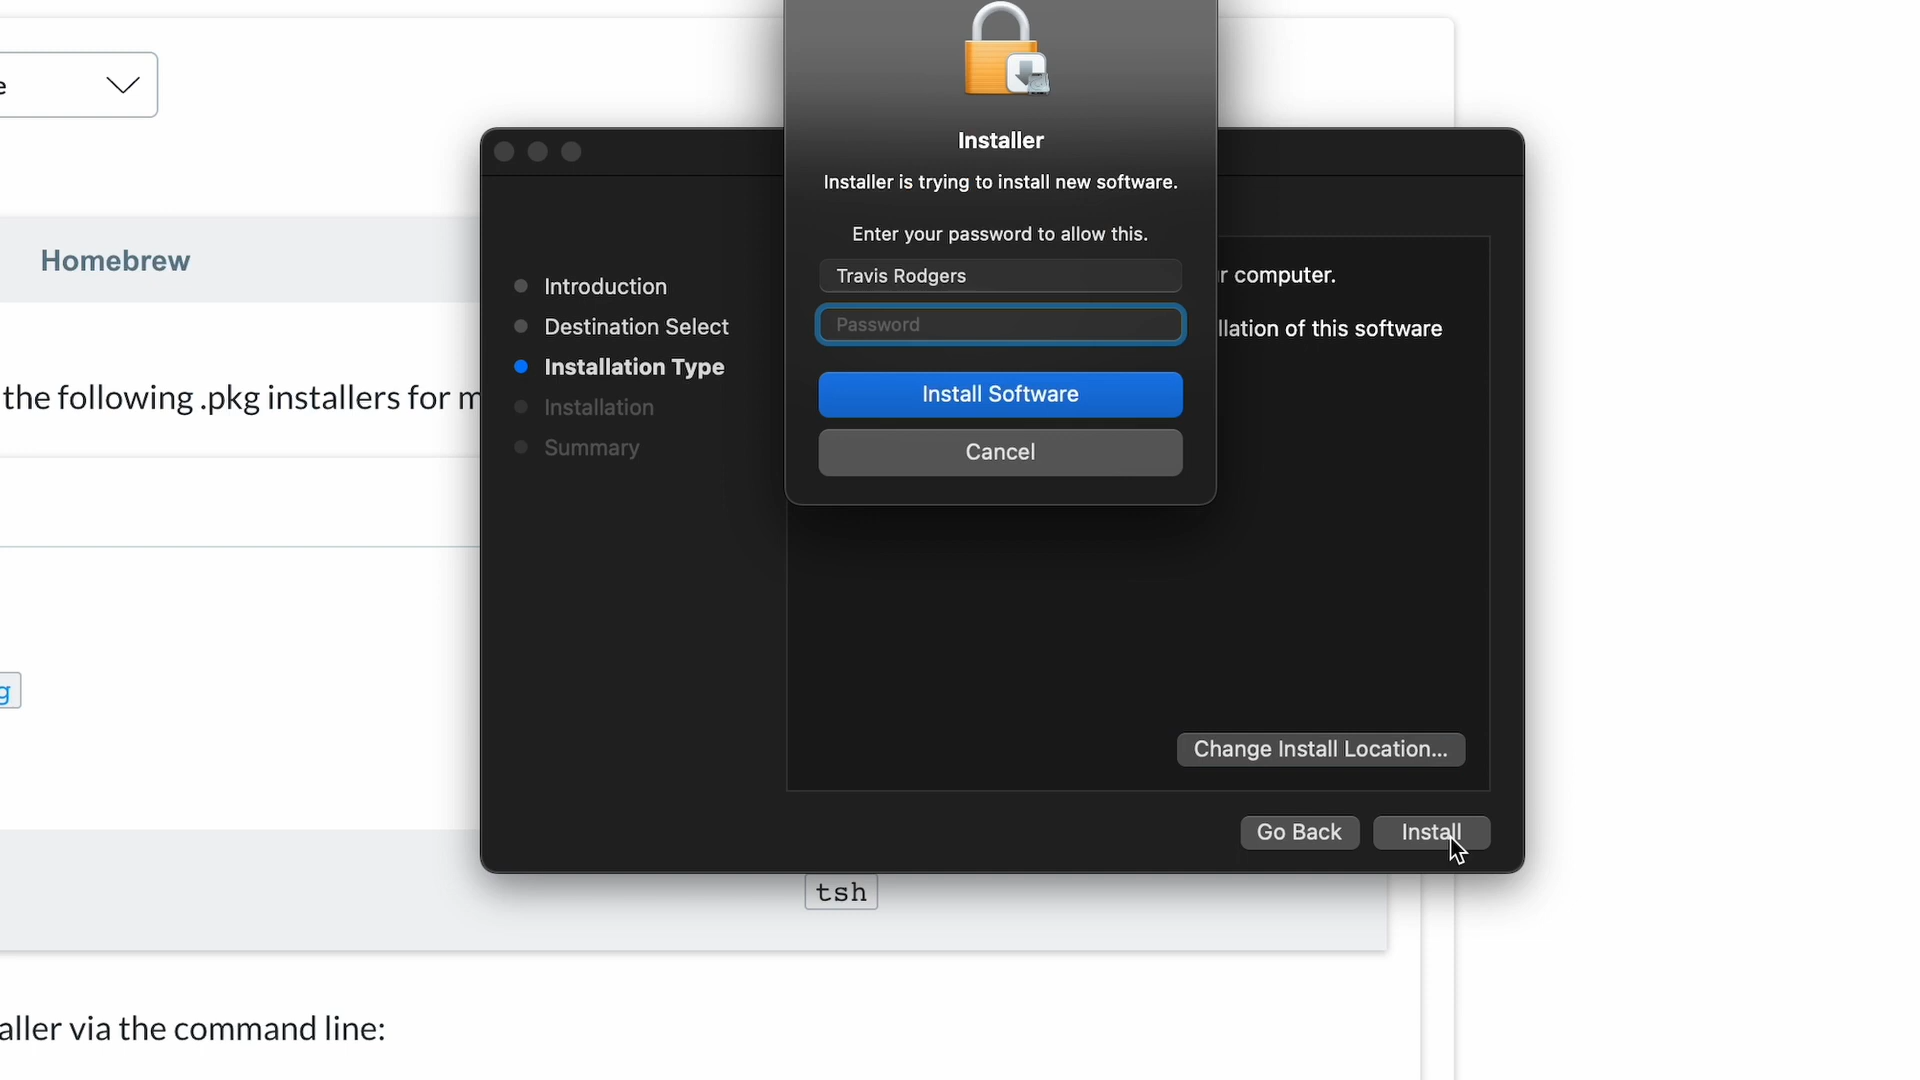 e
Homebrew
the following .pkg installers for m
g
tsh
aller via the command line:
Introduction
Destination Select
Installation Type
Installation
Summary
r computer.
llation of this software
Change Install Location...
Go Back
Install
Installer
Installer is trying to install new software.
Enter your password to allow this.
Travis Rodgers
Password
Install Software
Cancel